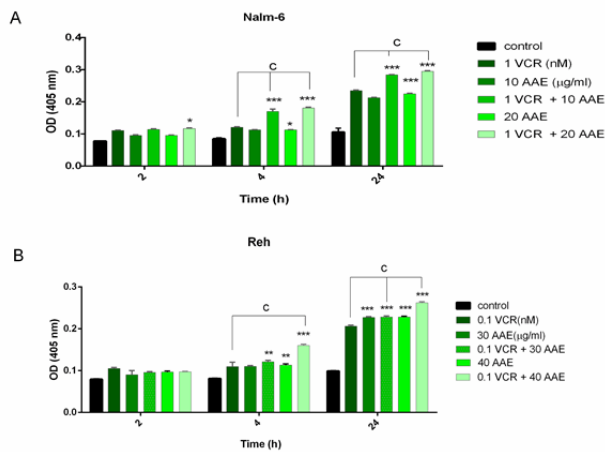 A
Nalm-6
OD (405 nm)
0.4
0.3
0.2
0.1
0.0
*
C
***
*
***
C
***
***
***
2
4
24
Time (h)
control
1 VCR (nM)
10 AAE (µg/ml)
1 VCR + 10 AAE
20 AAE
1 VCR + 20 AAE
B
Reh
OD (405 nm)
0.4
0.3
0.2
0.1
0.0
C
**
**
***
C
***
***
***
***
2
4
24
Time (h)
control
0.1 VCR(nM)
30 AAE(µg/ml)
0.1 VCR + 30 AAE
40 AAE
0.1 VCR + 40 AAE